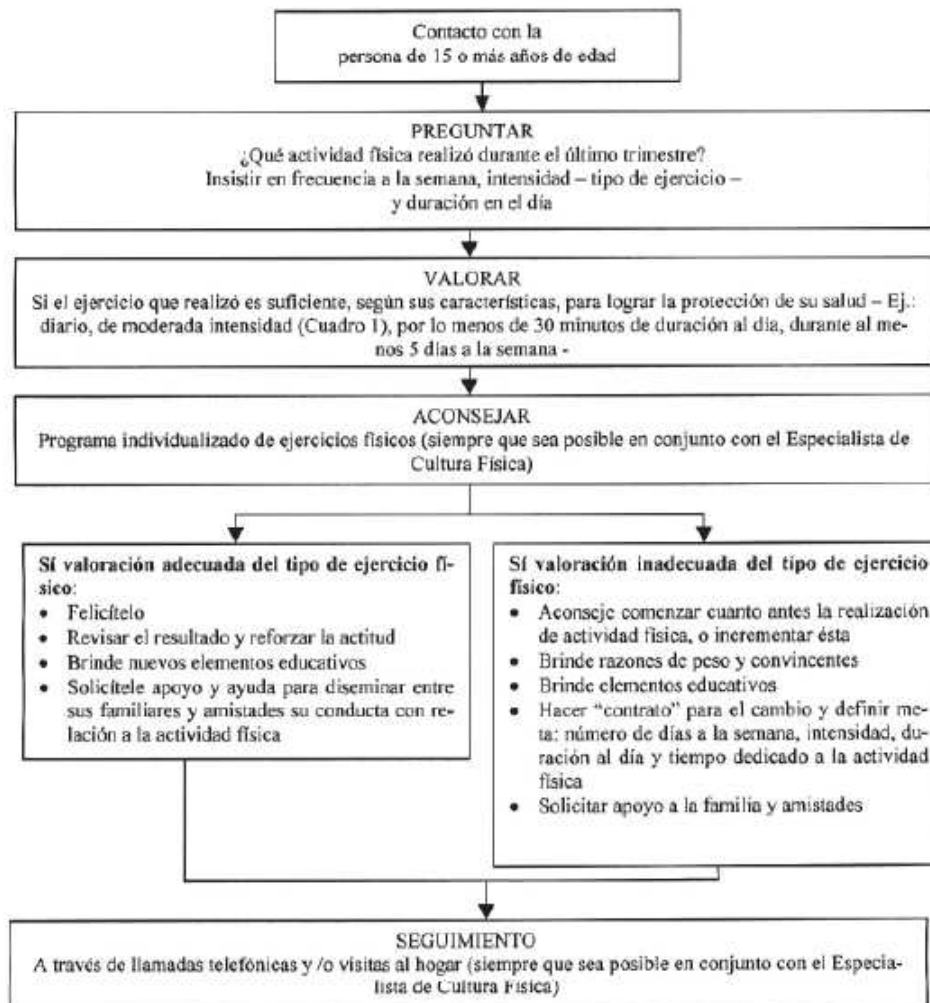 Contacto con la
persona de 15 o más años de edad
PREGUNTAR
¿Qué actividad física realizó durante el último trimestre?
Insistir en frecuencia a la semana, intensidad – tipo de ejercicio –
y duración en el día
VALORAR
Si el ejercicio que realizó es suficiente, según sus características, para lograr la protección de su salud – Ej.:
diario, de moderada intensidad (Cuadro 1), por lo menos de 30 minutos de duración al día, durante al me-
nos 5 días a la semana -
ACONSEJAR
Programa individualizado de ejercicios físicos (siempre que sea posible en conjunto con el Especialista de
Cultura Física)
Sí valoración adecuada del tipo de ejercicio fí-
sico:
• Felicítelo
• Revisar el resultado y reforzar la actitud
• Brinde nuevos elementos educativos
• Solicítele apoyo y ayuda para diseminar entre
sus familiares y amistades su conducta con re-
lación a la actividad física
Sí valoración inadecuada del tipo de ejercicio
físico:
• Aconseje comenzar cuanto antes la realización
de actividad física, o incrementar ésta
• Brinde razones de peso y convincentes
• Brinde elementos educativos
• Hacer “contrato” para el cambio y definir me-
ta: número de días a la semana, intensidad, du-
ración al día y tiempo dedicado a la actividad
física
• Solicitar apoyo a la familia y amistades
SEGUIMIENTO
A través de llamadas telefónicas y /o visitas al hogar (siempre que sea posible en conjunto con el Especia-
lista de Cultura Física)